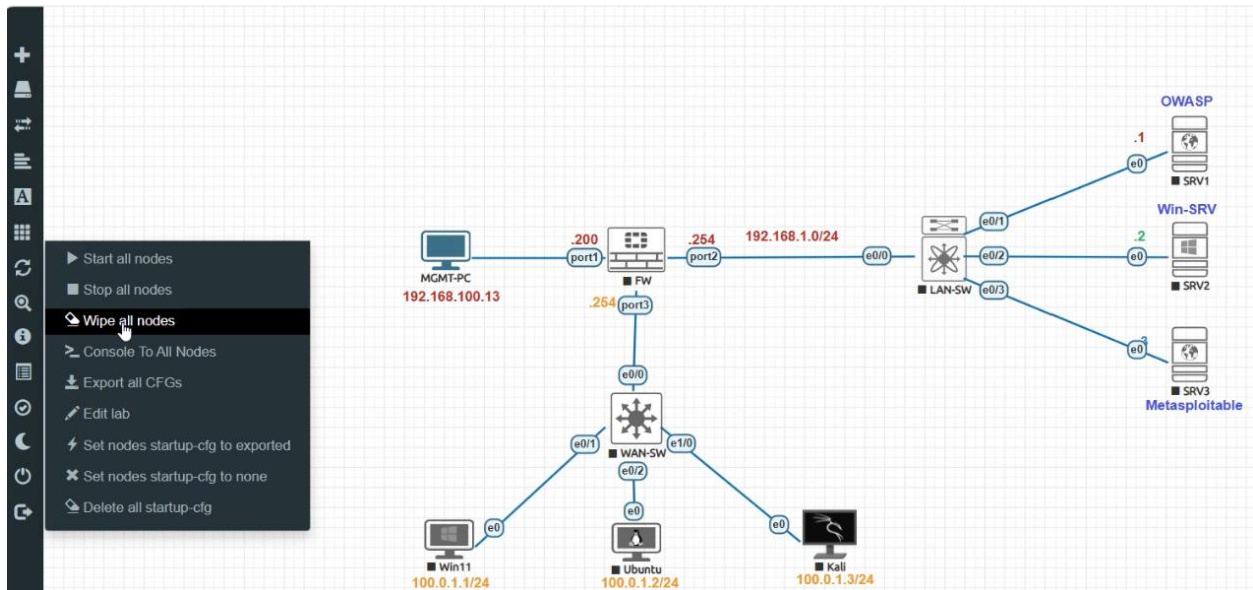 OWASP
.1
e0
SRV1
e0/1
Win-SRV
.200
.254
192.168.1.0/24
.2
port1
port2
e0/0
e0/2
e0
Start all nodes
MGMT-PC
FW
LAN-SW
e0/3
SRV2
Stop all nodes
192.168.100.13
.254
port3
Wipe all nodes
e0
Console To All Nodes
e0/0
Export all CFGs
SRV3
Metasploitable
Edit lab
Set nodes startup-cfg to exported
e0/1
WAN-SW
e1/0
Set nodes startup-cfg to none
e0/2
Delete all startup-cfg
e0
e0
e0
Win11
Ubuntu
Kali
100.0.1.1/24
100.0.1.2/24
100.0.1.3/24